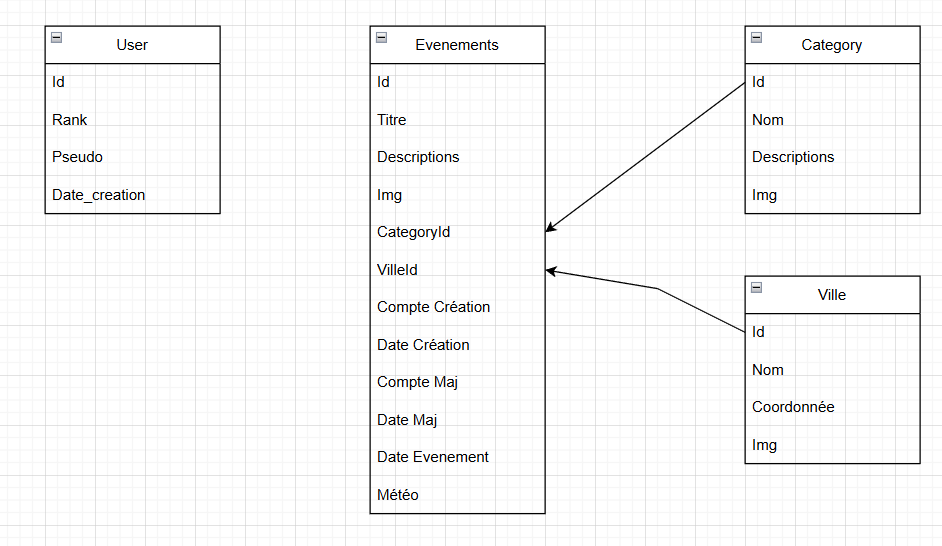 User
Id
Rank
Pseudo
Date_creation
Evenements
Id
Titre
Descriptions
Img
CategoryId
VilleId
Compte Création
Date Création
Compte Maj
Date Maj
Date Evenement
Météo
Category
Id
Nom
Descriptions
Img
Ville
Id
Nom
Coordonnée
Img